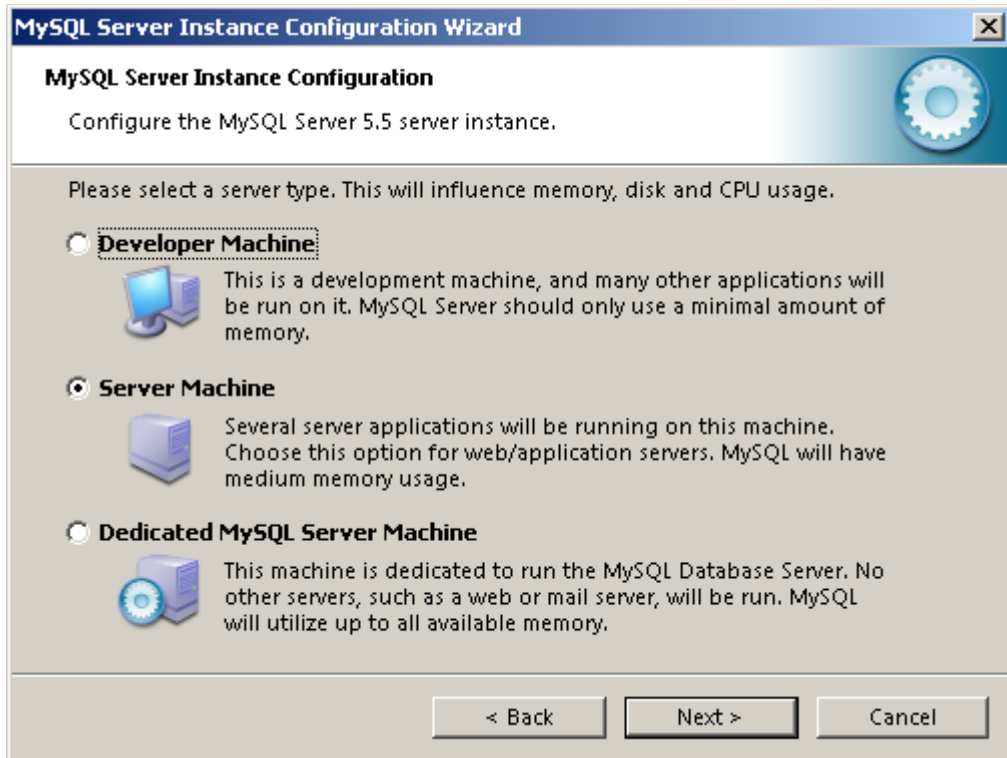 MySQL Server Instance Configuration Wizard
MySQL Server Instance Configuration
Configure the MySQL Server 5.5 server instance.
Please select a server type. This will influence memory, disk and CPU usage.
Developer Machine
This is a development machine, and many other applications will
be run on it. MySQL Server should only use a minimal amount of
memory.
Server Machine
Several server applications will be running on this machine.
Choose this option for web/application servers. MySQL will have
medium memory usage.
Dedicated MySQL Server Machine
This machine is dedicated to run the MySQL Database Server. No
other servers, such as a web or mail server, will be run. MySQL
will utilize up to all available memory.
< Back Next > Cancel